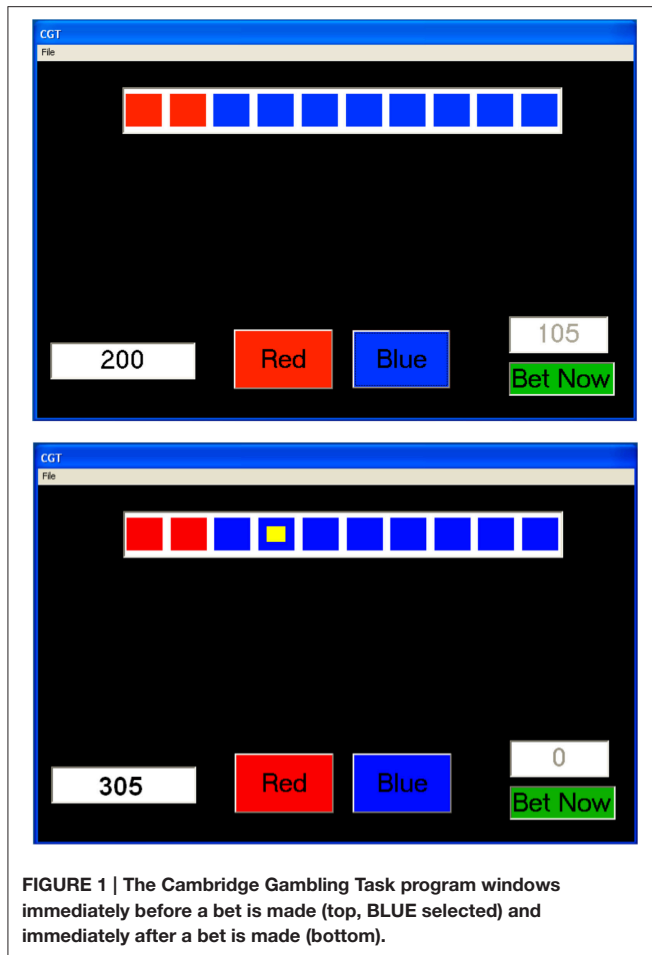 CGT
File
105
200 Red Blue
Bet Now
CGT
File
0
305 Red Blue
Bet Now
FIGURE 1 | The Cambridge Gambling Task program windows
immediately before a bet is made (top, BLUE selected) and
immediately after a bet is made (bottom).